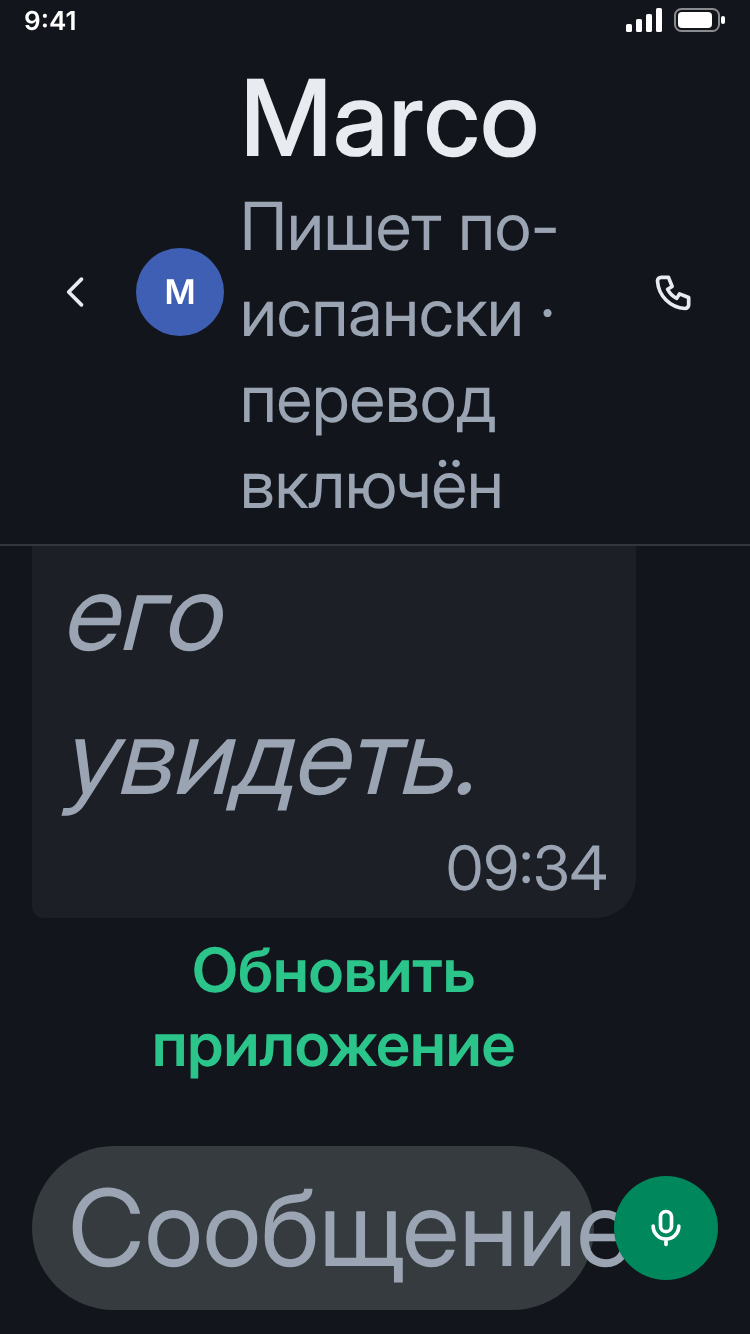 9:41
Marco
Пишет по-
испански ·
перевод
включён
M
его
увидеть.
09:34
Обновить
приложение
Сообщение